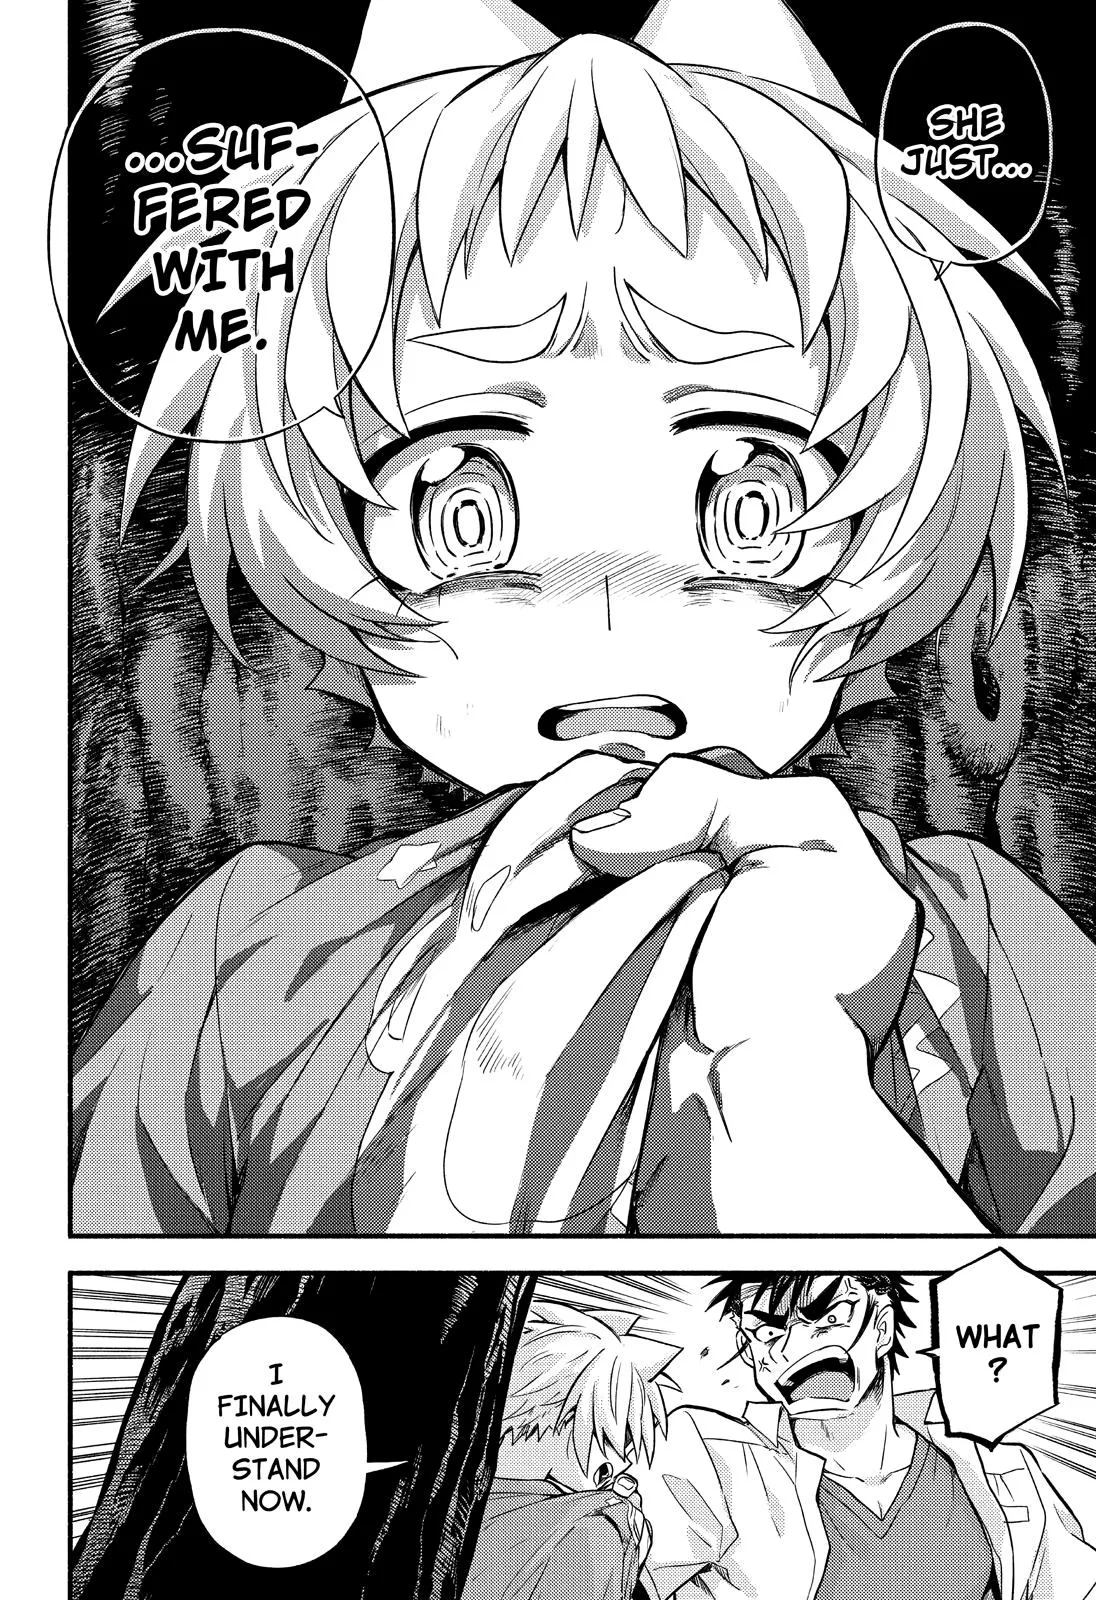 SHE
JUST...
...SUF-
FERED
WITH
ME.
WHAT
?
I
FINALLY
UNDER-
STAND
NOW.